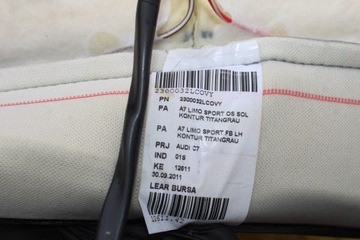 2300032LCOVY
PN 2300032LCOVY
PA A7 LIMO SPORT OS SOL
KONTUR TITANGRAU
PA A7 LIMO SPORT FB LH
KONTUR TITANGRAU
PRJ AUDI C7
IND 01S
KE 12611
30.09.2011
LEAR BURSA